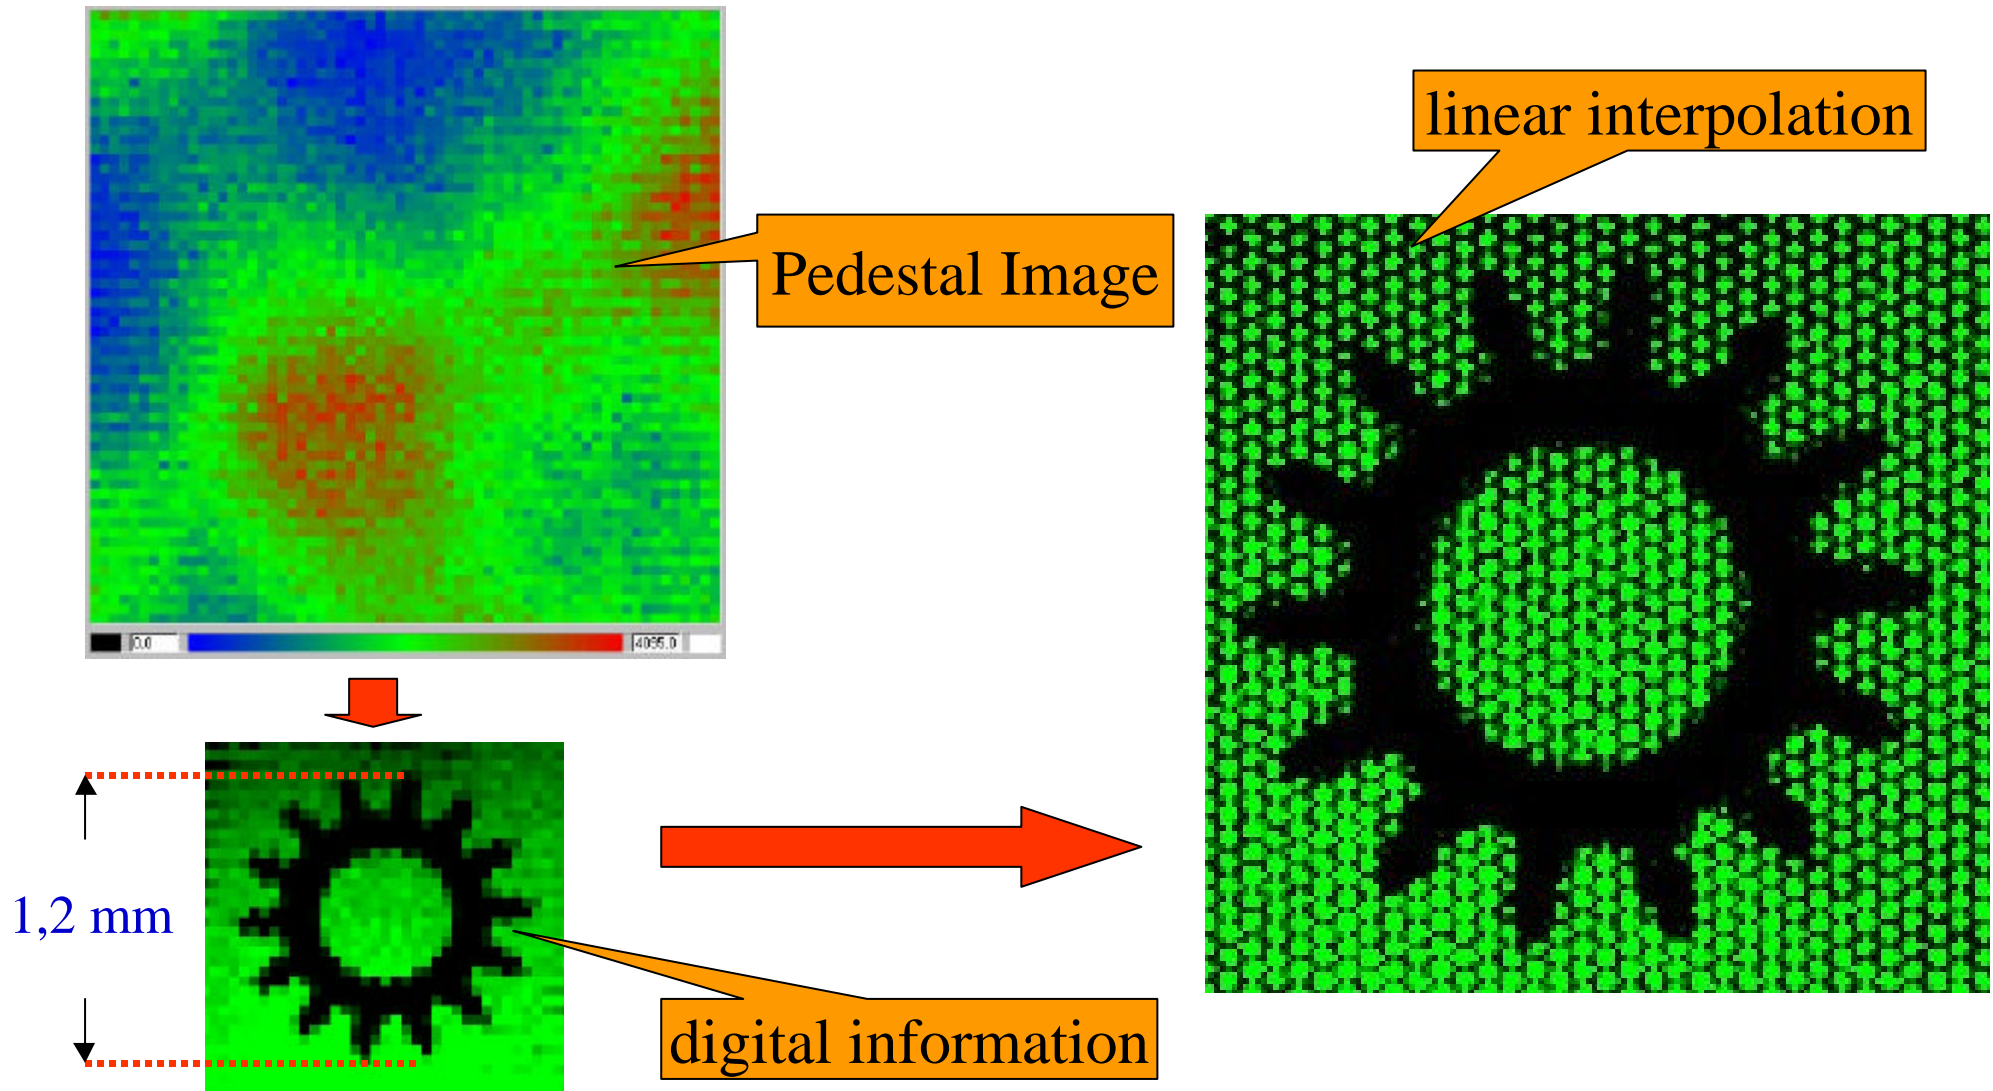 linear interpolation
Pedestal Image
0.0
4095.0
1,2 mm
digital information